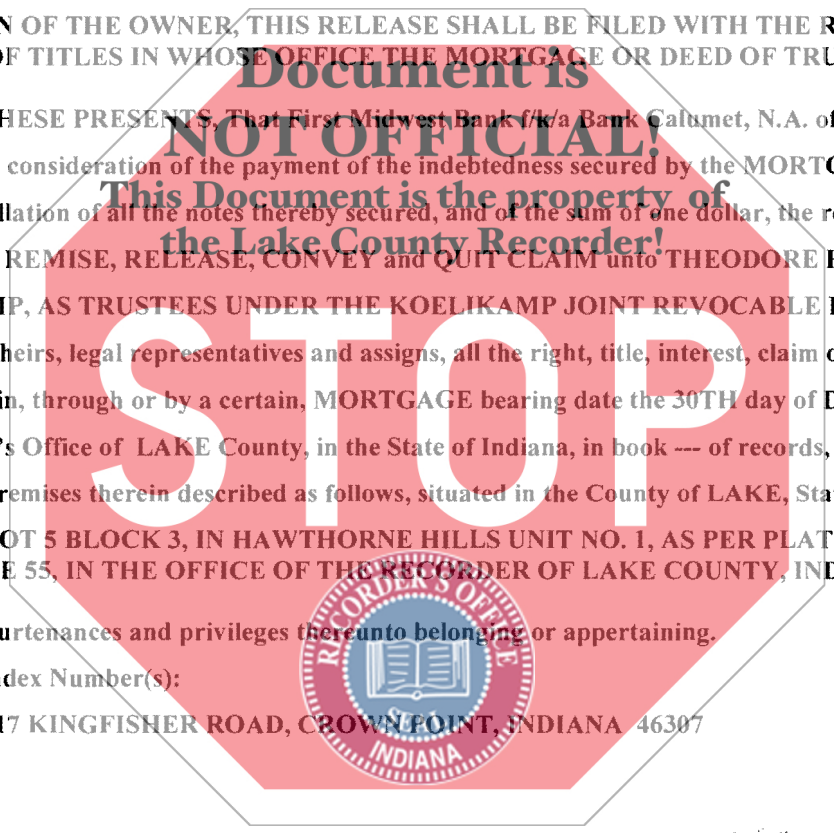 N OF THE OWNER, THIS RELEASE SHALL BE FILED WITH THE R
OF TITLES IN WHOSE OFFICE THE MORTGAGE OR DEED OF TRU
Document is
HESE PRESENTS, That First Midwest Bank f/k/a Bank Calumet, N.A. of
NOT OFFICIAL!
consideration of the payment of the indebtedness secured by the MORTG
This Document is the property of
llation of all the notes thereby secured, and of the sum of one dollar, the re
the Lake County Recorder!
REMISE, RELEASE, CONVEY and QUIT CLAIM unto THEODORE
IP, AS TRUSTEES UNDER THE KOELIKAMP JOINT REVOCABLE
heirs, legal representatives and assigns, all the right, title, interest, claim o
STOP
in, through or by a certain, MORTGAGE bearing date the 30TH day of D
's Office of LAKE County, in the State of Indiana, in book --- of records,
remises therein described as follows, situated in the County of LAKE, Sta
OT 5 BLOCK 3, IN HAWTHORNE HILLS UNIT NO. 1, AS PER PLAT
E 55, IN THE OFFICE OF THE RECORDER OF LAKE COUNTY, IND
urtenances and privileges thereunto belonging or appertaining.
dex Number(s):
17 KINGFISHER ROAD, CROWN POINT, INDIANA 46307
RECORDER'S OFFICE
SEAL
INDIANA